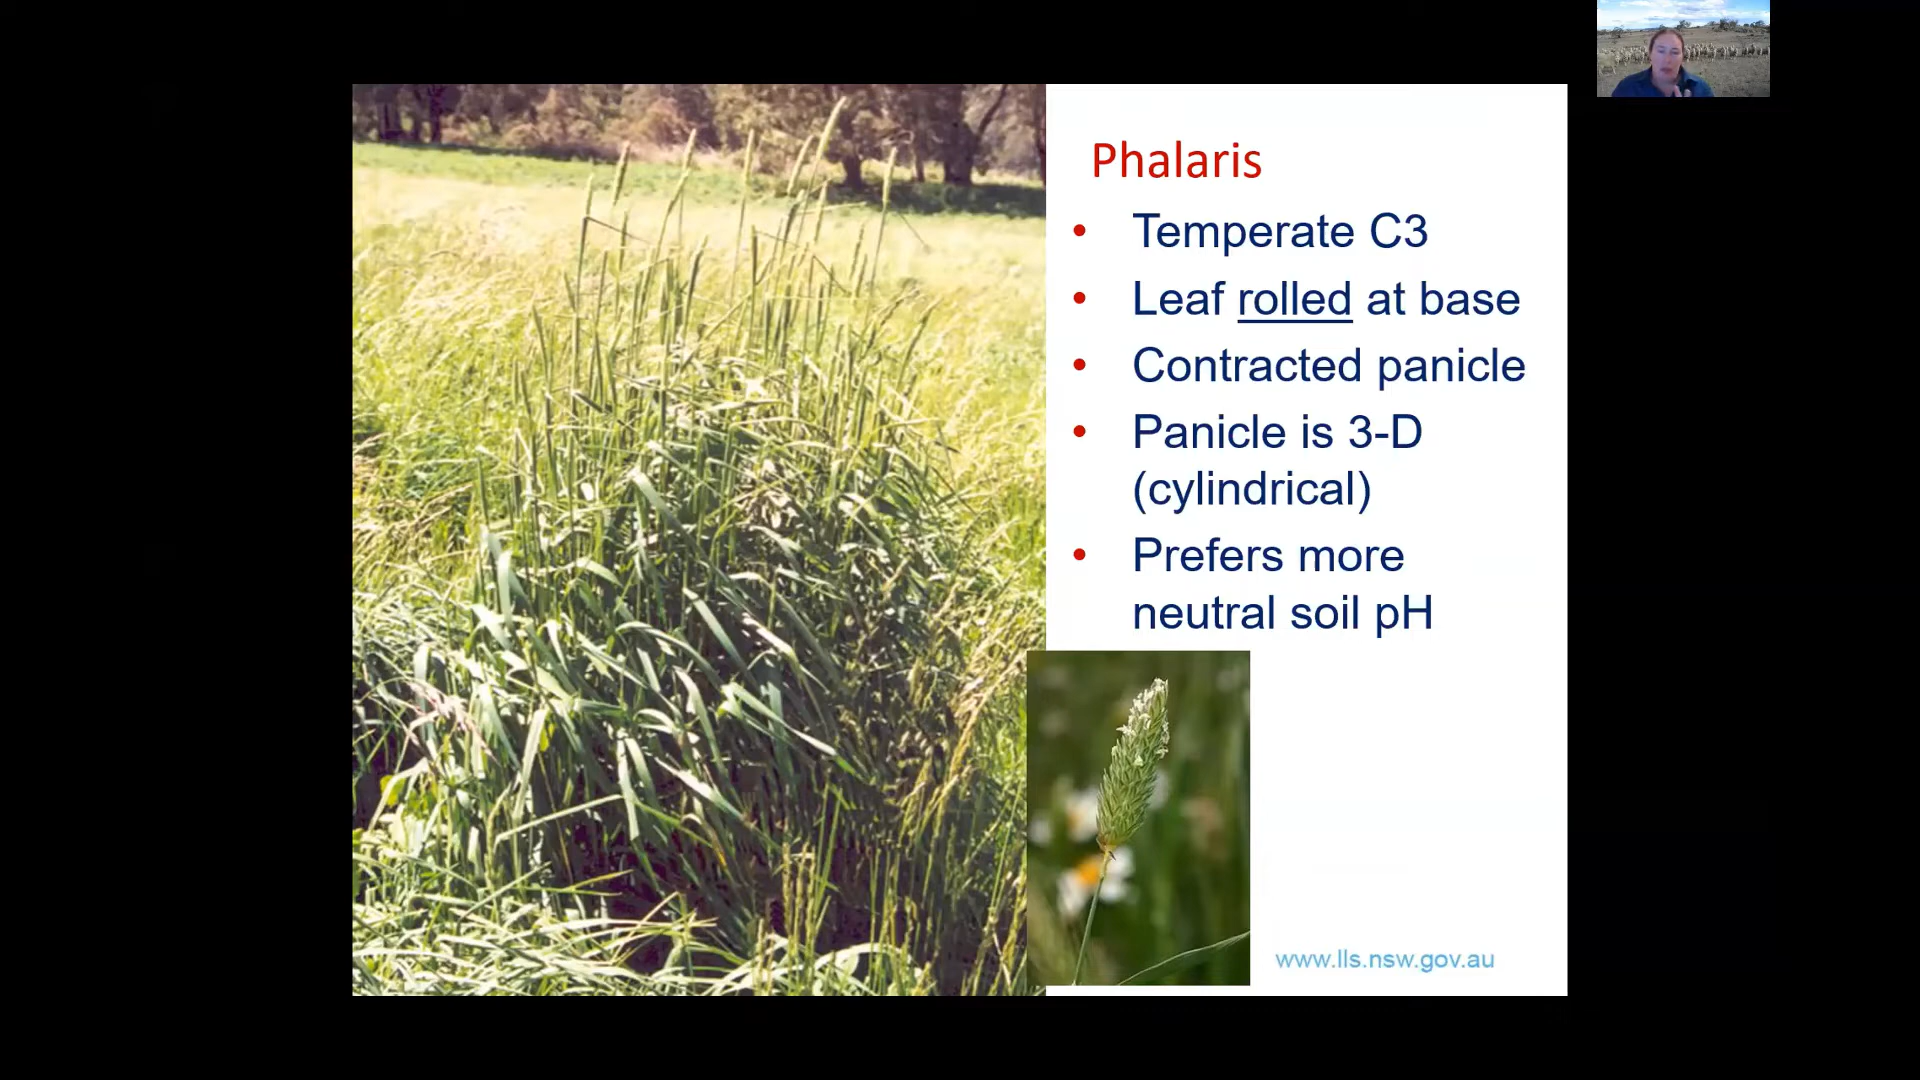 Phalaris
• Temperate C3
• Leaf rolled at base
• Contracted panicle
• Panicle is 3-D
(cylindrical)
• Prefers more
neutral soil pH
www.lls.nsw.gov.au